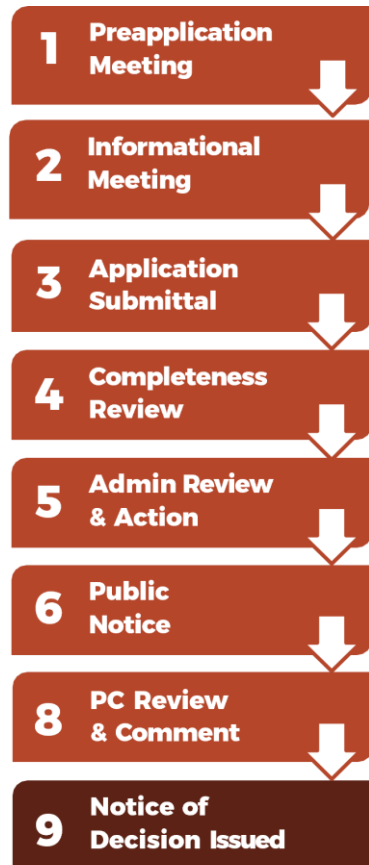 1
Preapplication
Meeting
2
Informational
Meeting
3
Application
Submittal
4
Completeness
Review
5
Admin Review
& Action
6
Public
Notice
8
PC Review
& Comment
9
Notice of
Decision Issued